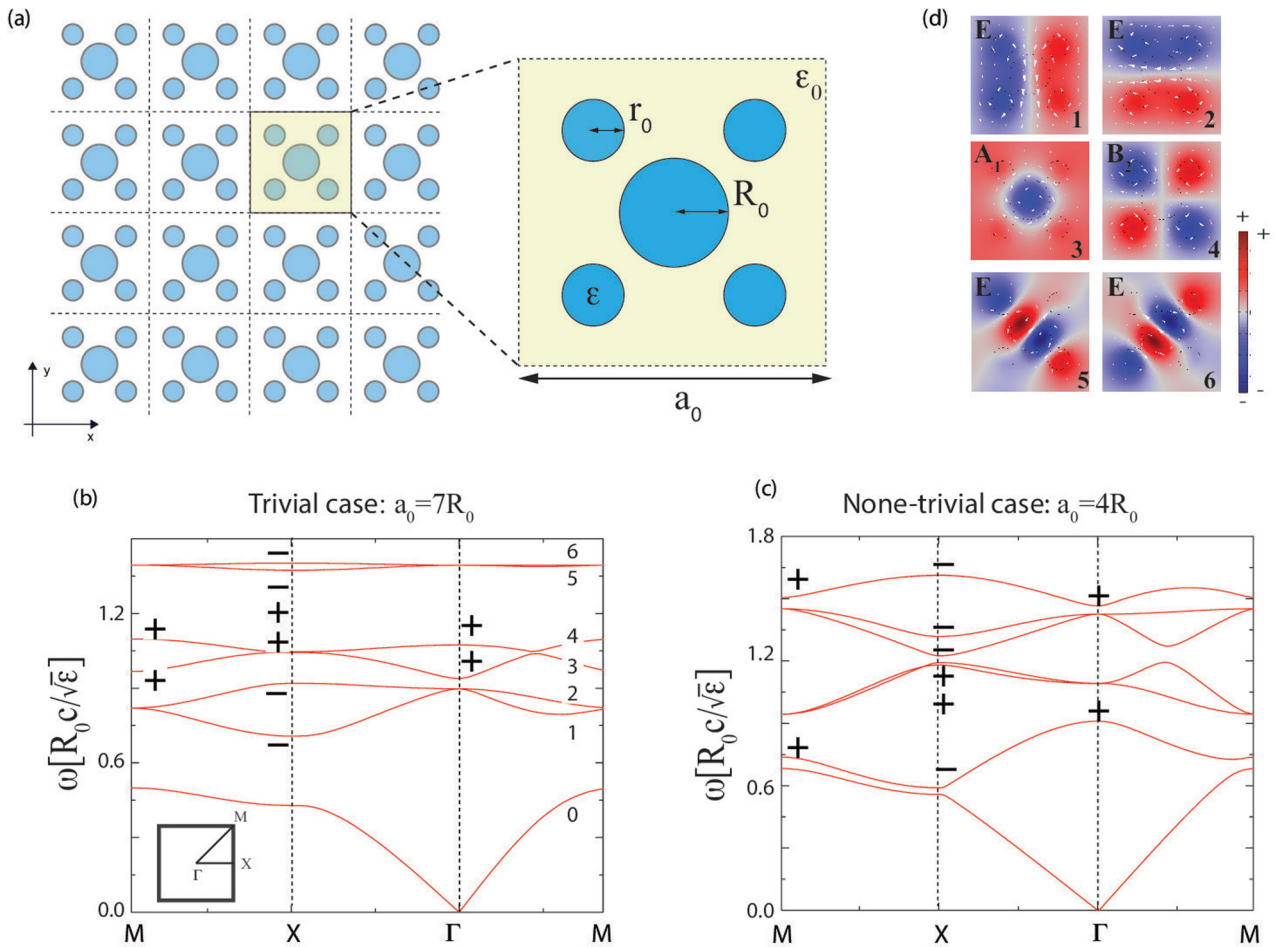 (a)
ε₀
r₀
R₀
ε
a₀
y
x
(d)
E
1
E
2
A₁
3
B₂
4
E
5
E
6
+
+
-
-
(b)
Trivial case: a₀=7R₀
ω[R₀c/√ε]
1.2
0.6
0.0
6
5
4
3
2
1
0
− − + + − −
+ +
+ +
M
Γ
X
M
X
Γ
M
(c)
None-trivial case: a₀=4R₀
ω[R₀c/√ε]
1.8
1.2
0.6
0.0
+ +
− − − + + −
+ +
M
X
Γ
M